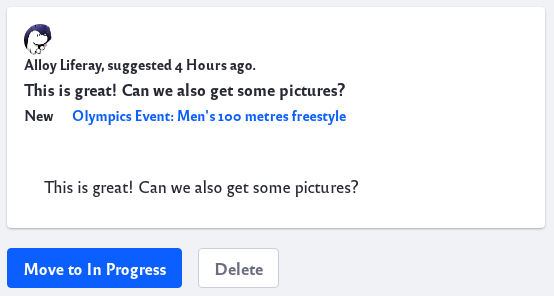 Alloy Liferay, suggested 4 Hours ago.
This is great! Can we also get some pictures?
New Olympics Event: Men's 100 metres freestyle
This is great! Can we also get some pictures?
Move to In Progress Delete